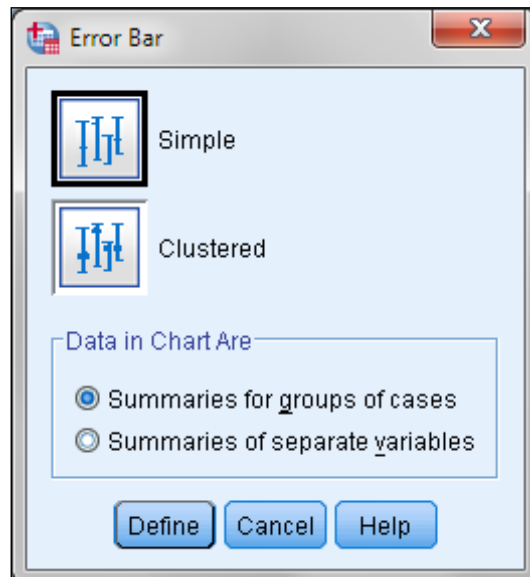 Error Bar
Simple
Clustered
Data in Chart Are
Summaries for groups of cases
Summaries of separate variables
Define Cancel Help